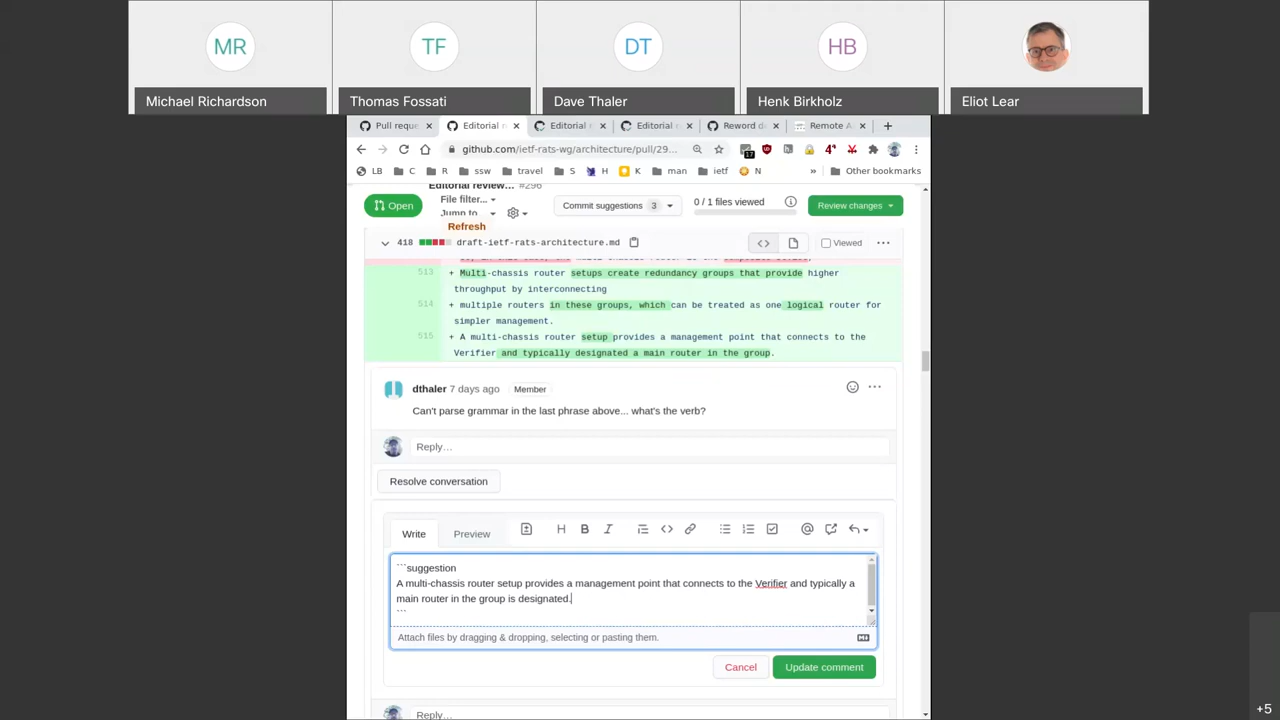 MR
TF
DT
HB
Michael Richardson
Thomas Fossati
Dave Thaler
Henk Birkholz
Eliot Lear
Pull reque
Editorial r
Editorial r
Editorial e
Reword de
Remote A
github.com/ietf-rats-wg/architecture/pull/29...
17
LB
C
R
ssw
travel
S
H
K
man
ietf
N
»
Other bookmarks
Editorial review… #296
Open
File filter...
Jump to...
Refresh
Commit suggestions 3
0 / 1 files viewed
Review changes
418 draft-ietf-rats-architecture.md
Viewed
513 + Multi-chassis router setups create redundancy groups that provide higher
throughput by interconnecting
514 + multiple routers in these groups, which can be treated as one logical router for
simpler management.
515 + A multi-chassis router setup provides a management point that connects to the
Verifier and typically designated a main router in the group.
dthaler 7 days ago Member
Can't parse grammar in the last phrase above... what's the verb?
Reply…
Resolve conversation
Write
Preview
```suggestion
A multi-chassis router setup provides a management point that connects to the Verifier and typically a
main router in the group is designated.
```
Attach files by dragging & dropping, selecting or pasting them.
Cancel
Update comment
Reply…
+5